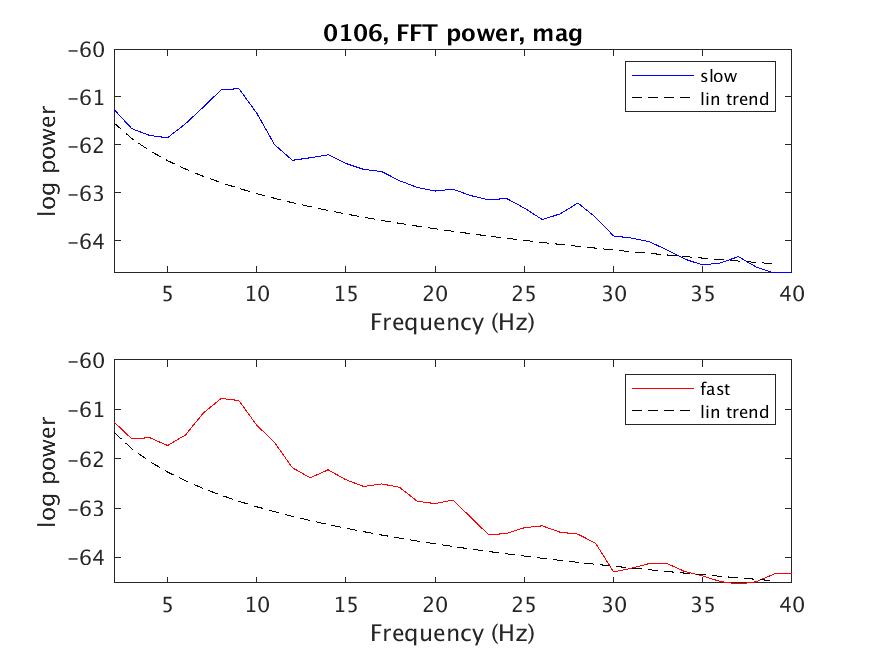 0106, FFT power, mag
−60
−61
−62
−63
−64
log power
slow
lin trend
5 10 15 20 25 30 35 40
Frequency (Hz)
−60
−61
−62
−63
−64
log power
fast
lin trend
5 10 15 20 25 30 35 40
Frequency (Hz)